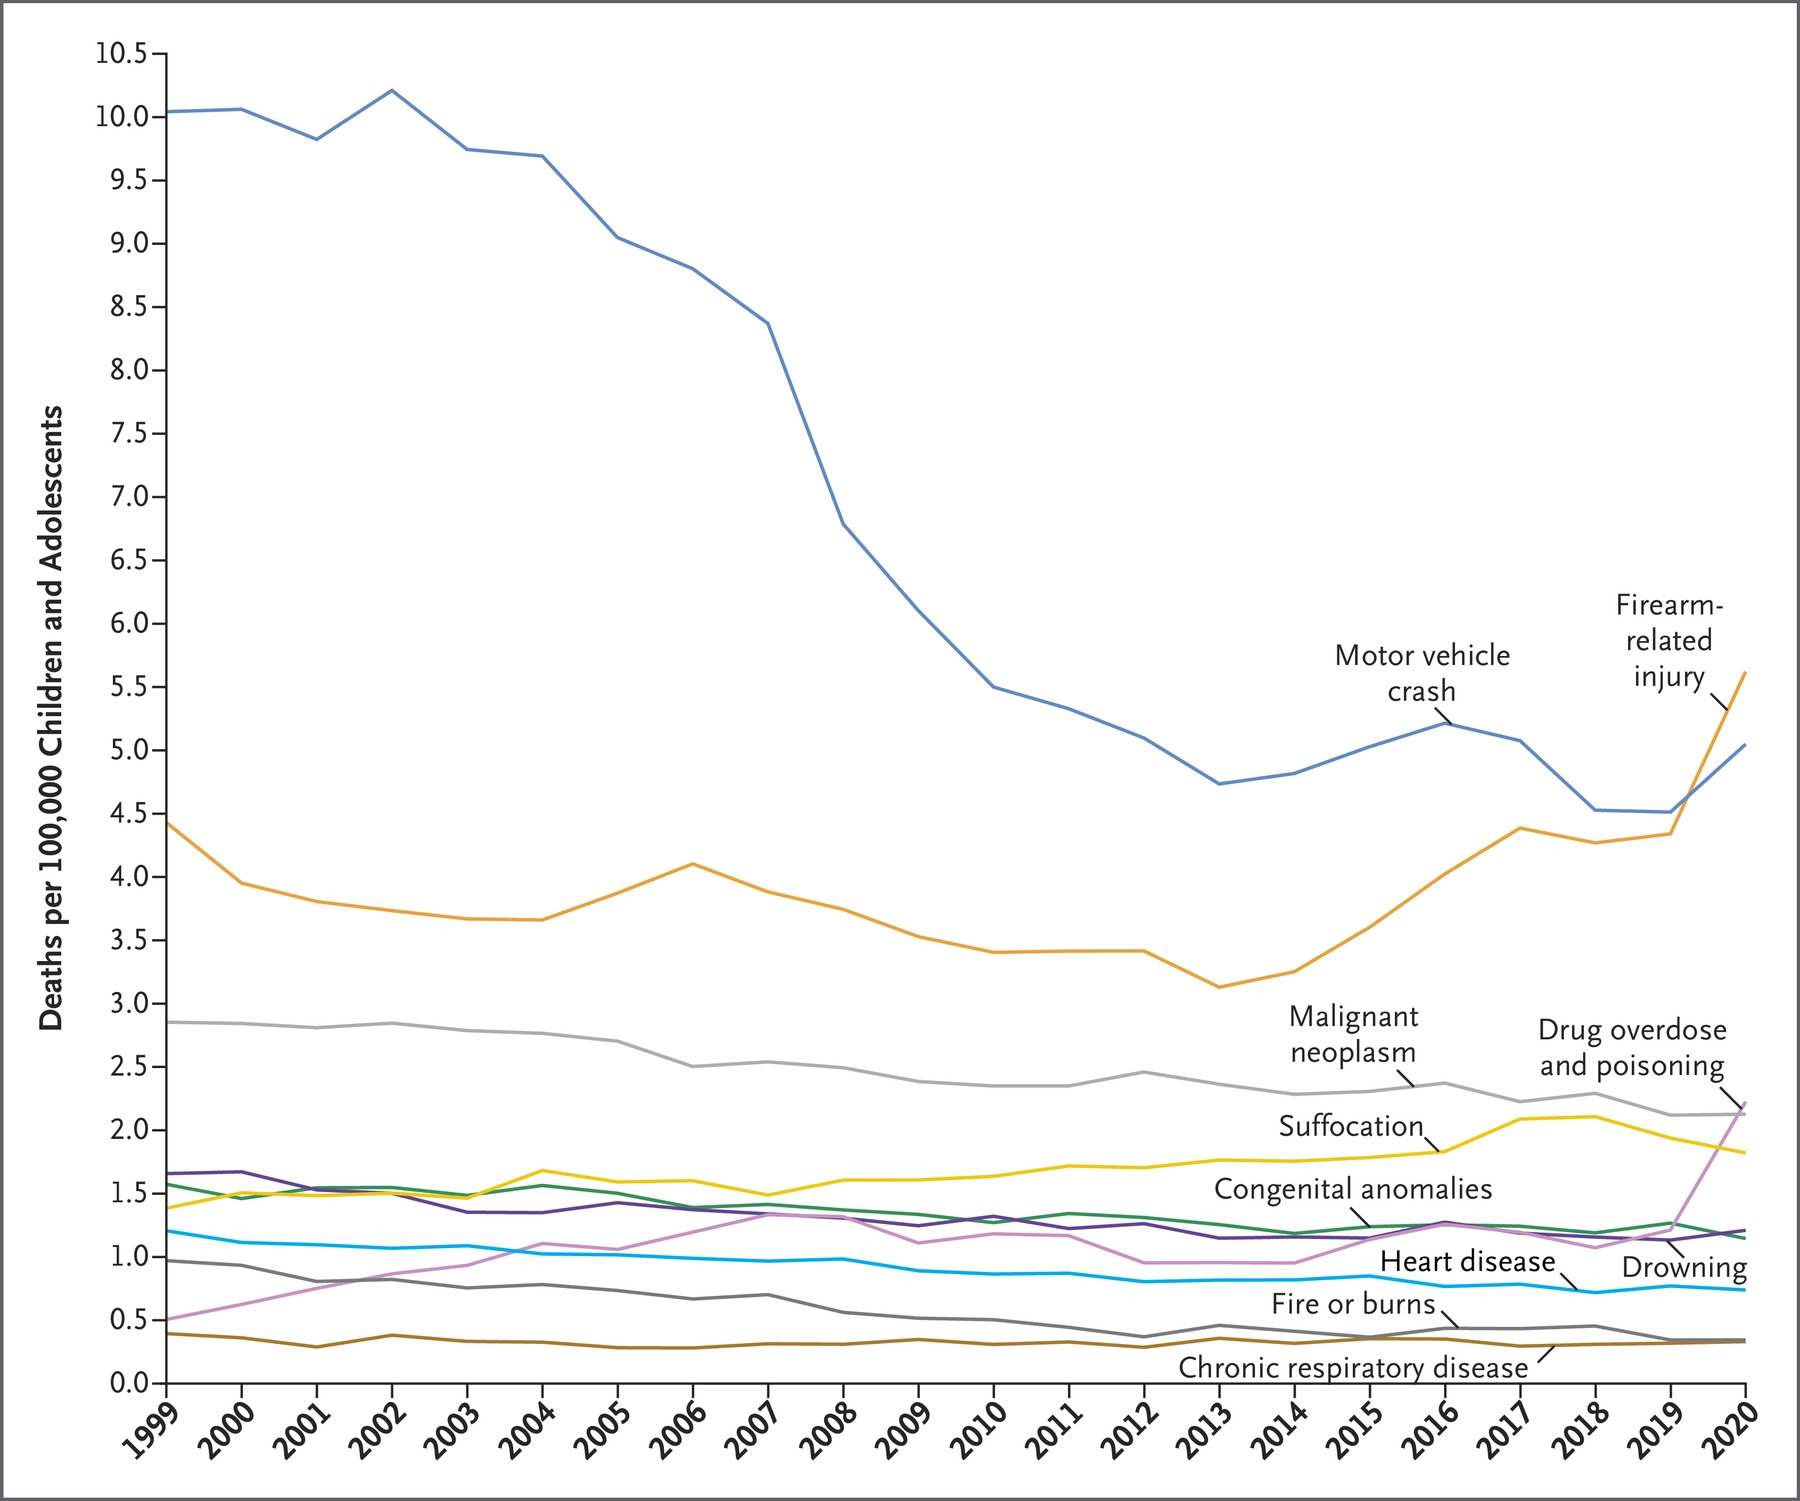 10.5
10.0
9.5
9.0
8.5
8.0
7.5
7.0
6.5
6.0
5.5
5.0
4.5
4.0
3.5
3.0
2.5
2.0
1.5
1.0
0.5
0.0
Deaths per 100,000 Children and Adolescents
Firearm-
related
injury
Motor vehicle
crash
Malignant
neoplasm
Drug overdose
and poisoning
Suffocation
Congenital anomalies
Heart disease
Drowning
Fire or burns
Chronic respiratory disease
1999
2000
2001
2002
2003
2004
2005
2006
2007
2008
2009
2010
2011
2012
2013
2014
2015
2016
2017
2018
2019
2020